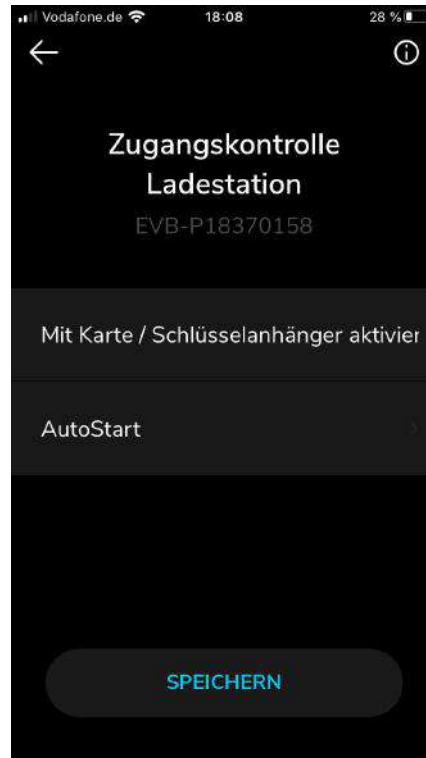 Vodafone.de 18:08 28 %
Zugangskontrolle
Ladestation
EVB-P18370158
Mit Karte / Schlüsselanhänger aktivier
AutoStart
SPEICHERN